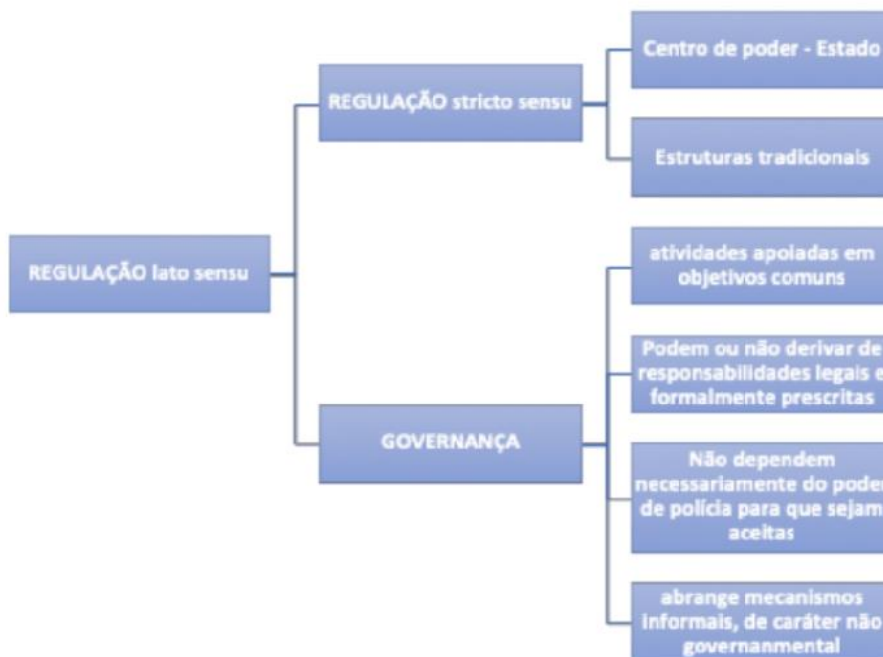 Centro de poder - Estado
REGULAÇÃO stricto sensu
Estruturas tradicionais
REGULAÇÃO lato sensu
atividades apoiadas em
objetivos comuns
Podem ou não derivar de
responsabilidades legais e
formalmente prescritas
GOVERNANÇA
Não dependem
necessariamente do poder
de polícia para que sejam
aceitas
abrange mecanismos
informais, de caráter não
governanmental